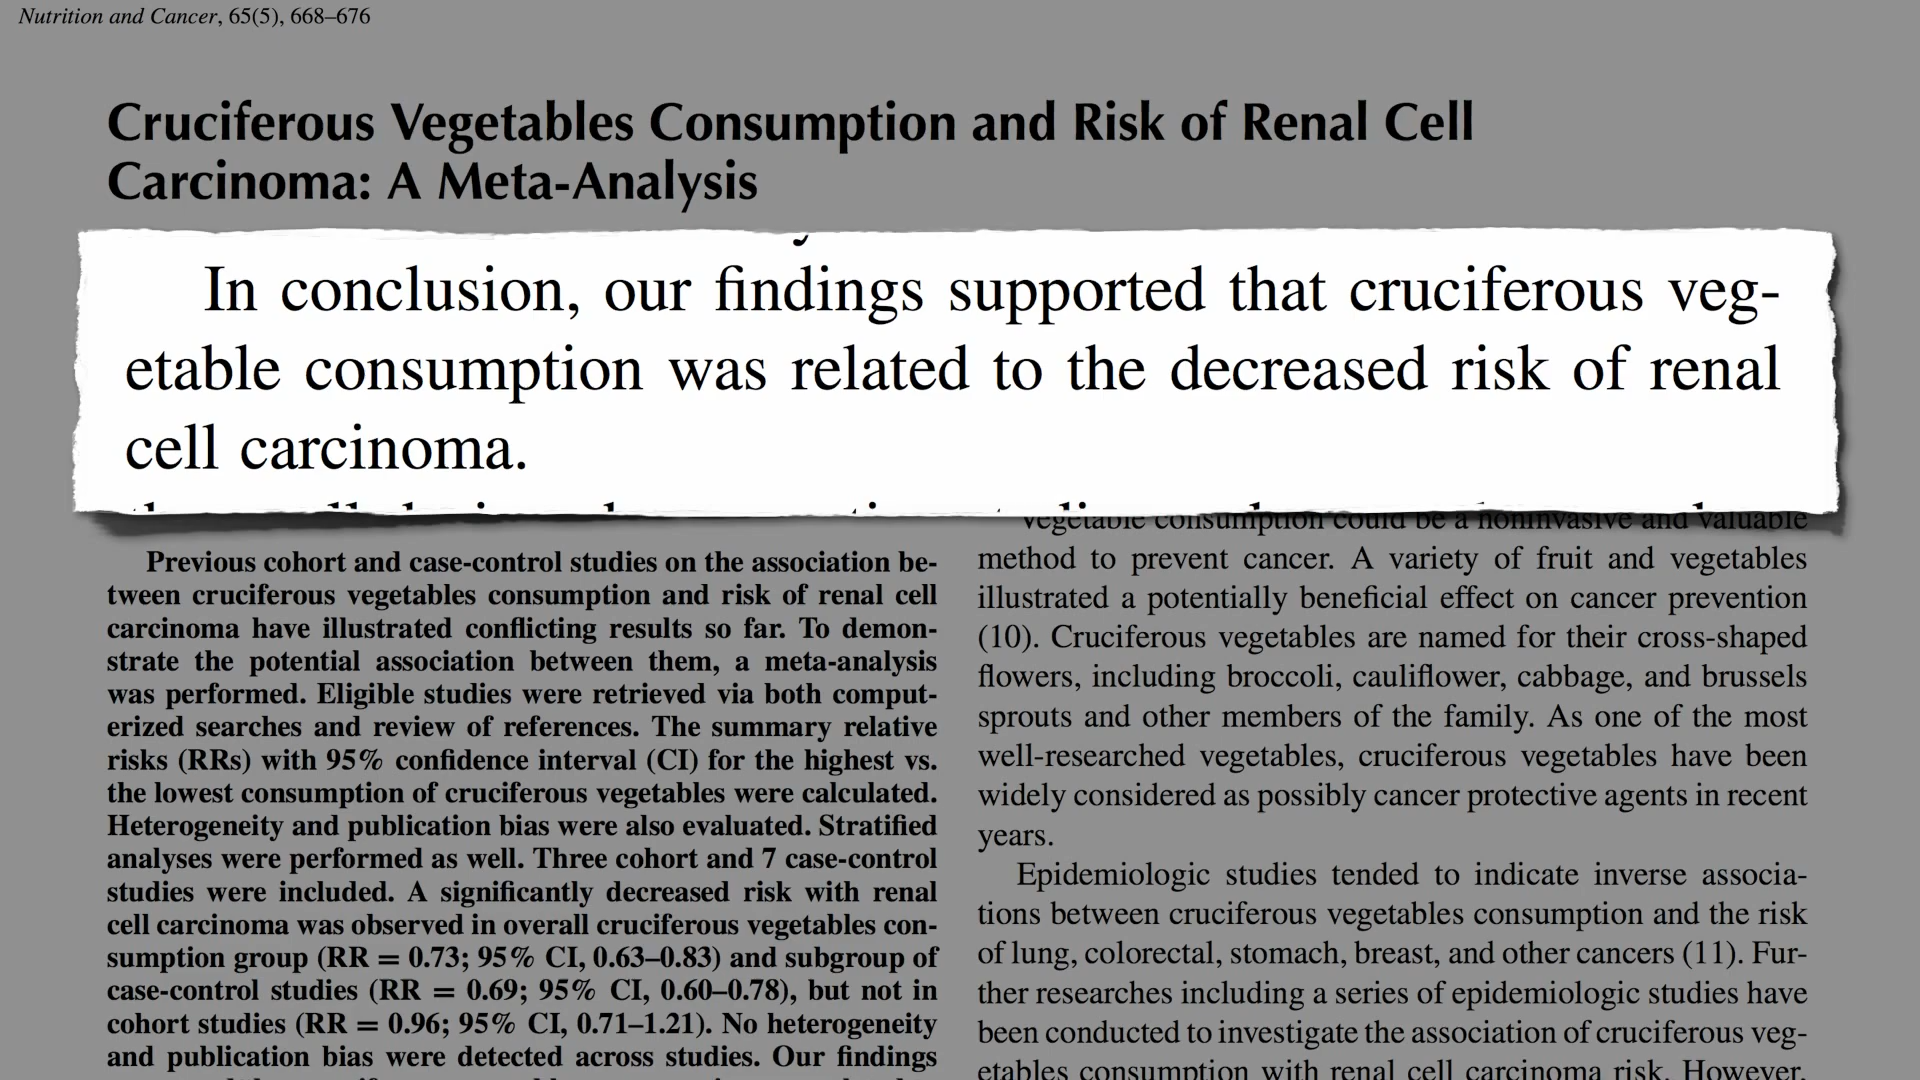 Nutrition and Cancer, 65(5), 668–676
Cruciferous Vegetables Consumption and Risk of Renal Cell
Carcinoma: A Meta-Analysis
In conclusion, our findings supported that cruciferous veg-
etable consumption was related to the decreased risk of renal
cell carcinoma.
Previous cohort and case-control studies on the association be-
tween cruciferous vegetables consumption and risk of renal cell
carcinoma have illustrated conflicting results so far. To demon-
strate the potential association between them, a meta-analysis
was performed. Eligible studies were retrieved via both comput-
erized searches and review of references. The summary relative
risks (RRs) with 95% confidence interval (CI) for the highest vs.
the lowest consumption of cruciferous vegetables were calculated.
Heterogeneity and publication bias were also evaluated. Stratified
analyses were performed as well. Three cohort and 7 case-control
studies were included. A significantly decreased risk with renal
cell carcinoma was observed in overall cruciferous vegetables con-
sumption group (RR = 0.73; 95% CI, 0.63–0.83) and subgroup of
case-control studies (RR = 0.69; 95% CI, 0.60–0.78), but not in
cohort studies (RR = 0.96; 95% CI, 0.71–1.21). No heterogeneity
and publication bias were detected across studies. Our findings
vegetable consumption could be a noninvasive and valuable
method to prevent cancer. A variety of fruit and vegetables
illustrated a potentially beneficial effect on cancer prevention
(10). Cruciferous vegetables are named for their cross-shaped
flowers, including broccoli, cauliflower, cabbage, and brussels
sprouts and other members of the family. As one of the most
well-researched vegetables, cruciferous vegetables have been
widely considered as possibly cancer protective agents in recent
years.
Epidemiologic studies tended to indicate inverse associa-
tions between cruciferous vegetables consumption and the risk
of lung, colorectal, stomach, breast, and other cancers (11). Fur-
ther researches including a series of epidemiologic studies have
been conducted to investigate the association of cruciferous veg-
etables consumption with renal cell carcinoma risk. However,